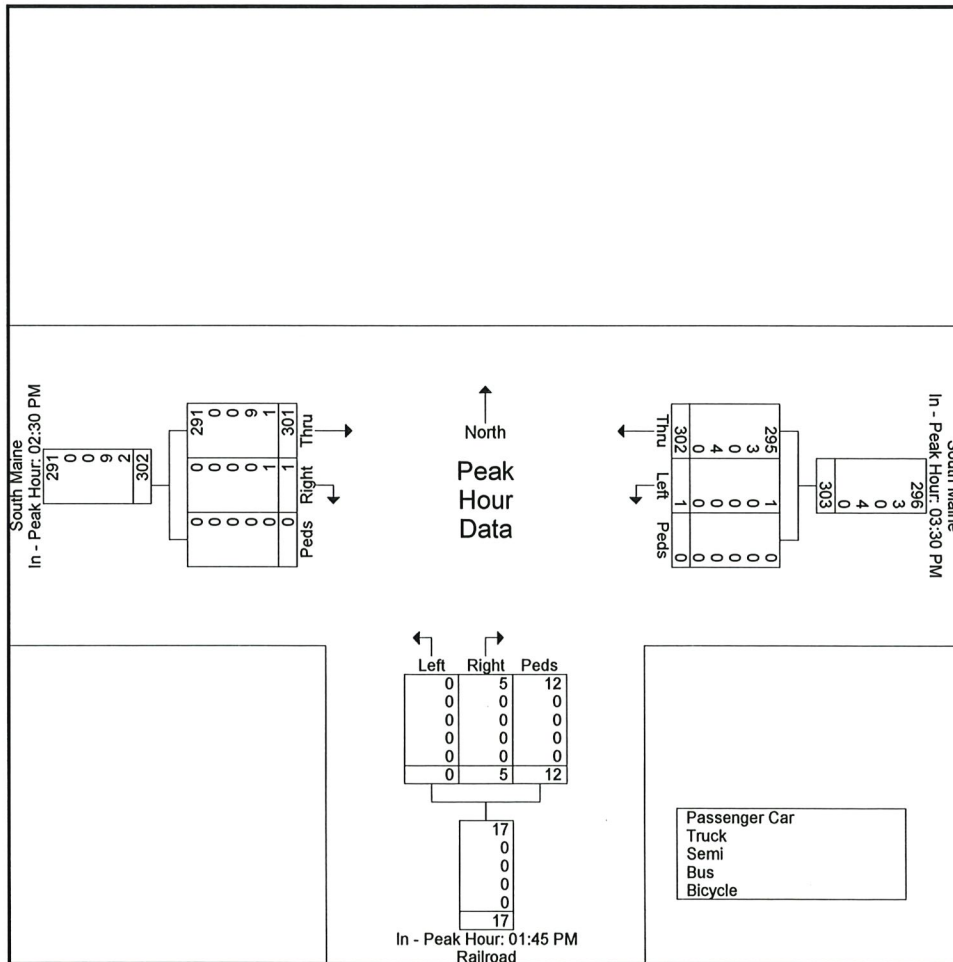 South Maine
In - Peak Hour: 02:30 PM
291 0 0 9 2 302
291 0 0 9 1 301 Thru
0 0 0 0 1 1 Right
0 0 0 0 0 0 Peds
North
Peak
Hour
Data
Thru 302 0 4 0 3 295
Left 1 0 0 0 0 1
Peds 0 0 0 0 0 0
303 0 4 0 3 296
South Maine
In - Peak Hour: 03:30 PM
Left Right Peds
0 5 12
0 0 0
0 0 0
0 0 0
0 0 0
0 5 12
17
0
0
0
0
17
In - Peak Hour: 01:45 PM
Railroad
Passenger Car
Truck
Semi
Bus
Bicycle